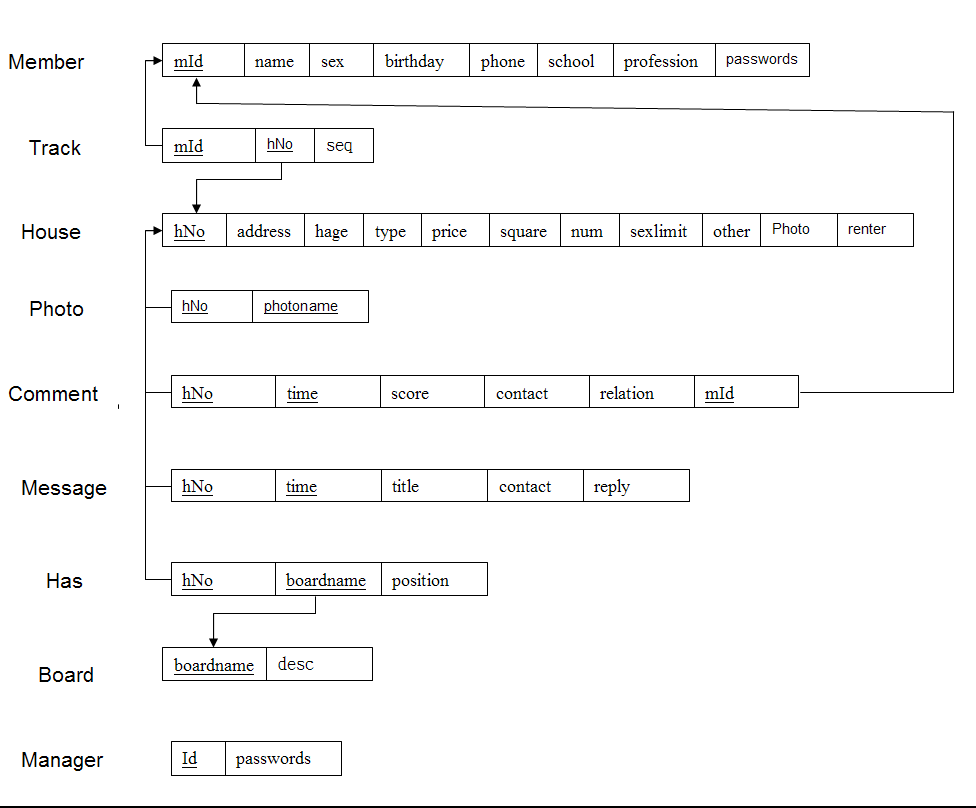 Member mId name sex birthday phone school profession passwords
Track mId hNo seq
House hNo address hage type price square num sexlimit other Photo renter
Photo hNo photoname
Comment hNo time score contact relation mId
Message hNo time title contact reply
Has hNo boardname position
Board boardname desc
Manager Id passwords